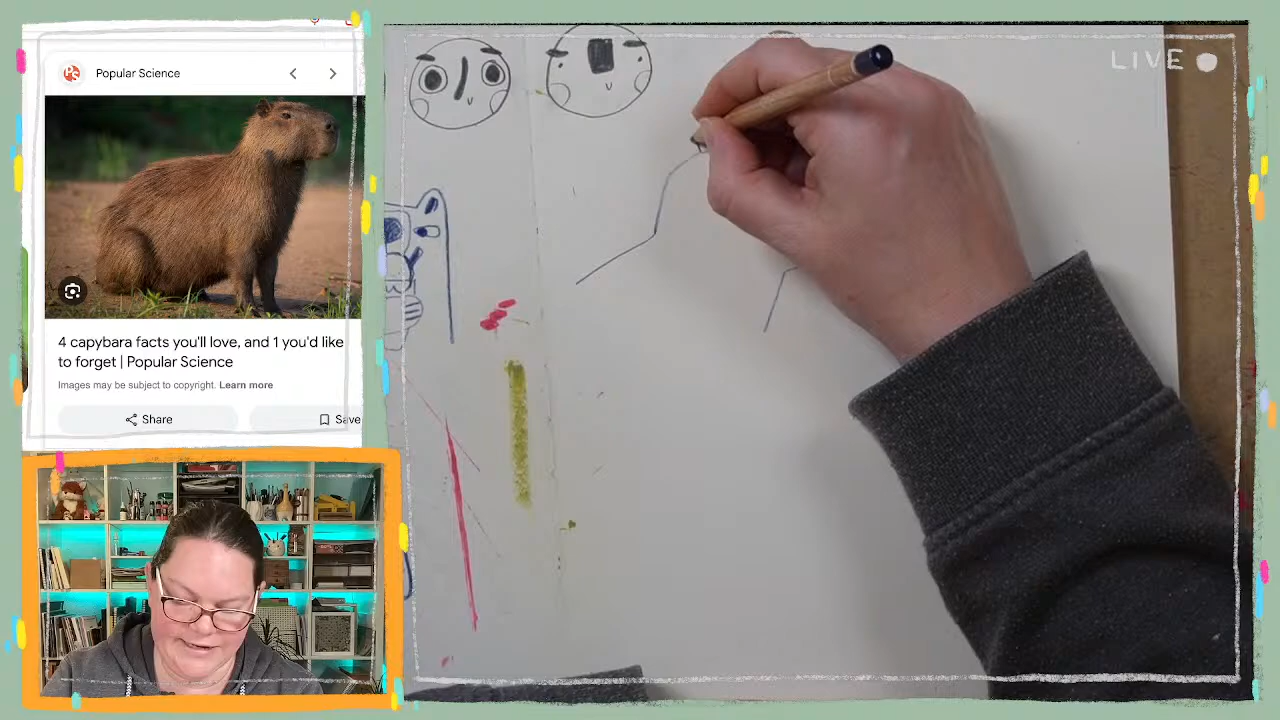 Popular Science
4 capybara facts you'll love, and 1 you'd like
to forget | Popular Science
Images may be subject to copyright. Learn more
Share
Save
LIVE